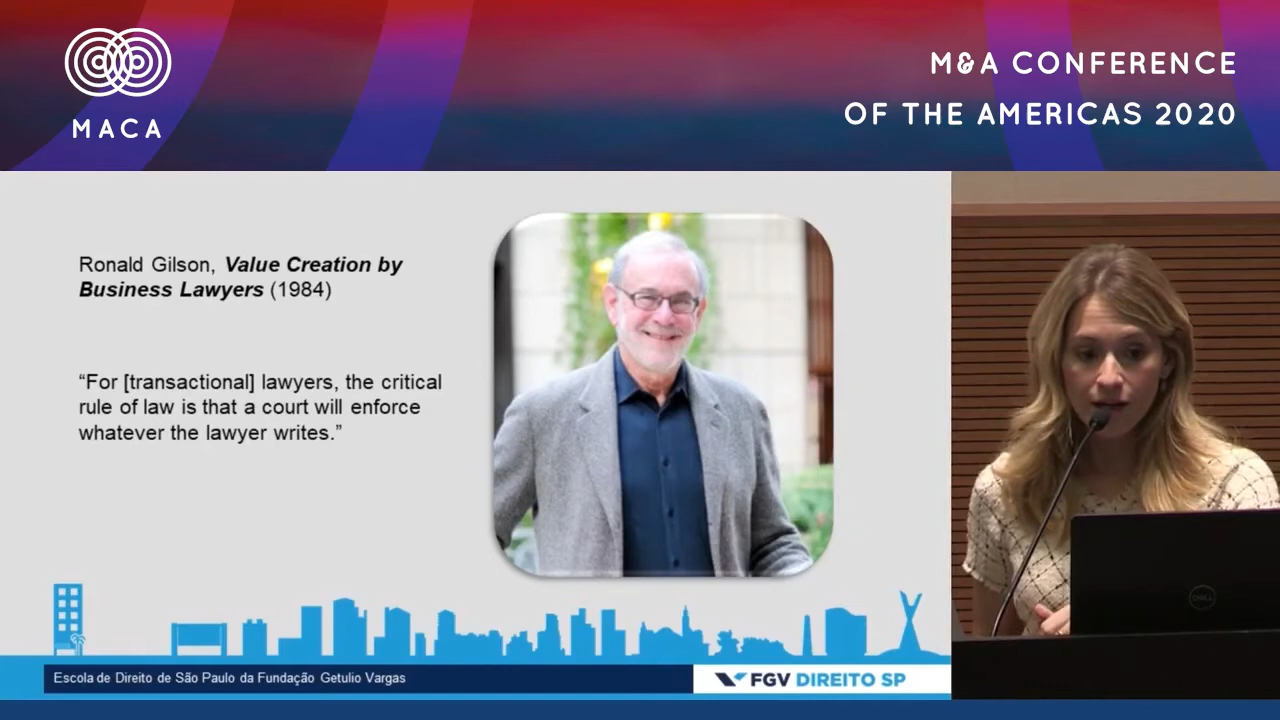 MACA
M&A CONFERENCE
OF THE AMERICAS 2020
Ronald Gilson, Value Creation by
Business Lawyers (1984)
“For [transactional] lawyers, the critical
rule of law is that a court will enforce
whatever the lawyer writes.”
Escola de Direito de São Paulo da Fundação Getulio Vargas
FGV DIREITO SP
DELL